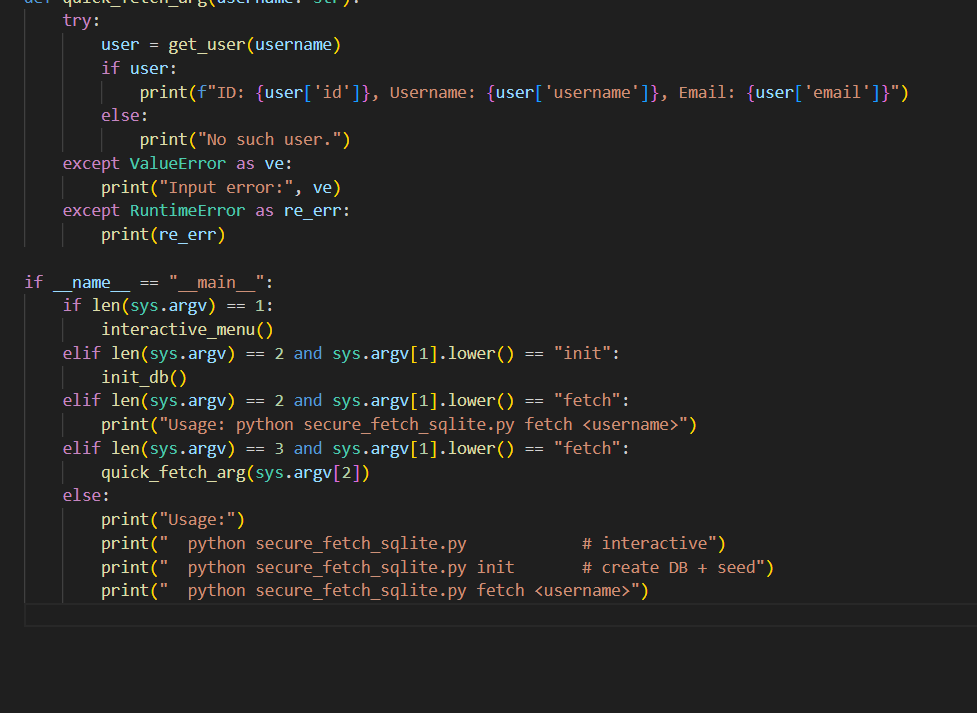 def quick_fetch_arg(username: str):
    try:
        user = get_user(username)
        if user:
            print(f"ID: {user['id']}, Username: {user['username']}, Email: {user['email']}")
        else:
            print("No such user.")
    except ValueError as ve:
        print("Input error:", ve)
    except RuntimeError as re_err:
        print(re_err)

if __name__ == "__main__":
    if len(sys.argv) == 1:
        interactive_menu()
    elif len(sys.argv) == 2 and sys.argv[1].lower() == "init":
        init_db()
    elif len(sys.argv) == 2 and sys.argv[1].lower() == "fetch":
        print("Usage: python secure_fetch_sqlite.py fetch <username>")
    elif len(sys.argv) == 3 and sys.argv[1].lower() == "fetch":
        quick_fetch_arg(sys.argv[2])
    else:
        print("Usage:")
        print("  python secure_fetch_sqlite.py            # interactive")
        print("  python secure_fetch_sqlite.py init       # create DB + seed")
        print("  python secure_fetch_sqlite.py fetch <username>")